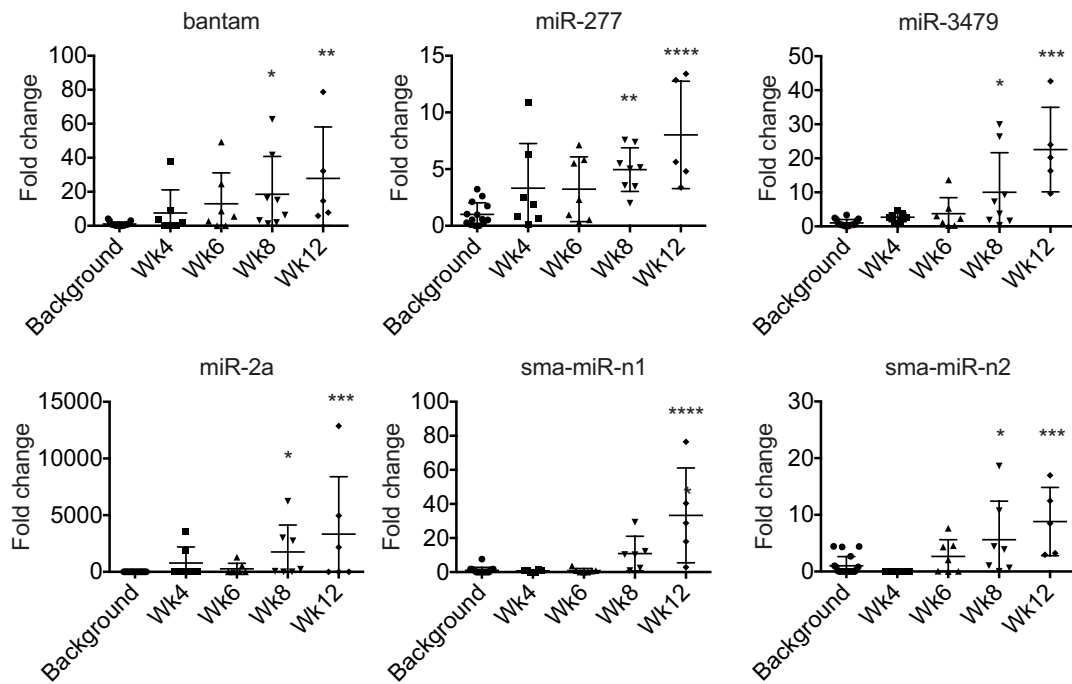 bantam
Fold change
100
80
60
40
20
0
*
**
Background
Wk4
Wk6
Wk8
Wk12
miR-277
Fold change
15
10
5
0
**
****
Background
Wk4
Wk6
Wk8
Wk12
miR-3479
Fold change
50
40
30
20
10
0
*
***
Background
Wk4
Wk6
Wk8
Wk12
miR-2a
Fold change
15000
10000
5000
0
*
***
Background
Wk4
Wk6
Wk8
Wk12
sma-miR-n1
Fold change
100
80
60
40
20
0
****
*
Background
Wk4
Wk6
Wk8
Wk12
sma-miR-n2
Fold change
30
20
10
0
*
***
Background
Wk4
Wk6
Wk8
Wk12